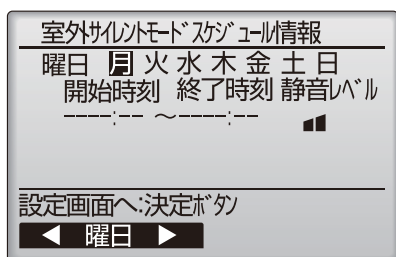 室外サイレントモードスケジュール情報
曜日 月 火 水 木 金 土 日
開始時刻 終了時刻 静音レベル
----:-- ～----:--
設定画面へ:決定ボタン
◀ 曜日 ▶